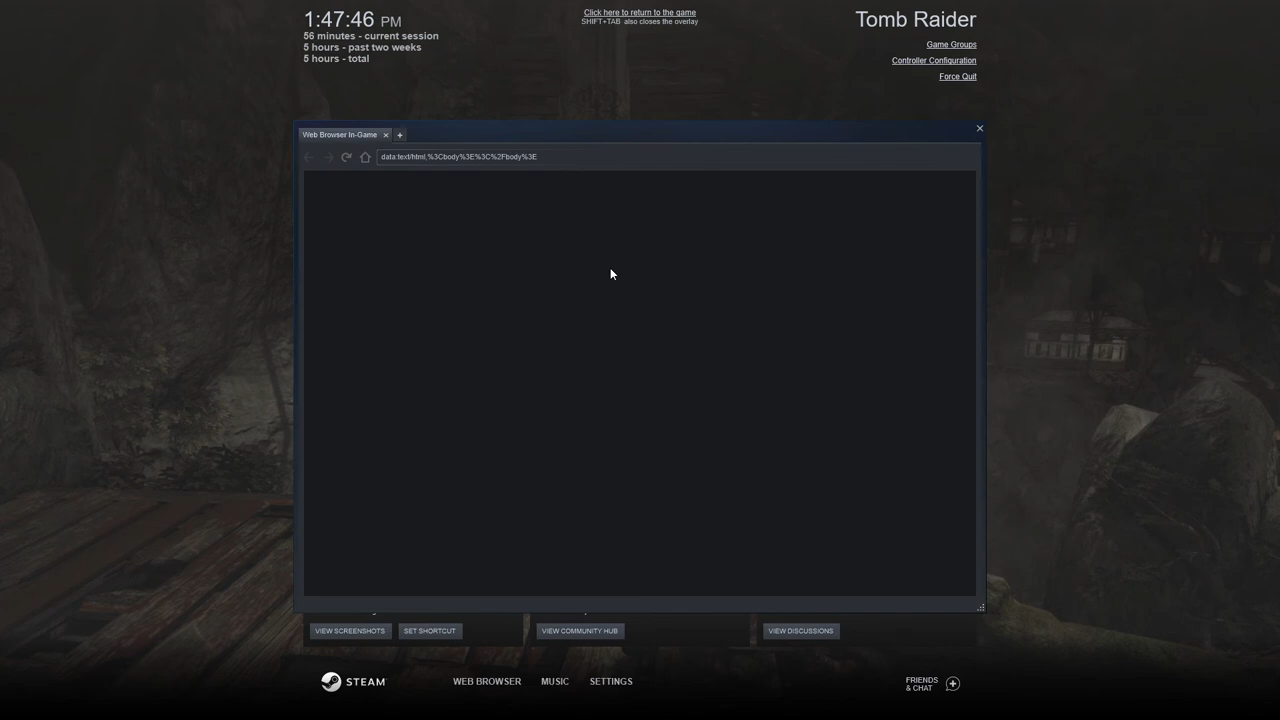 1:47:46 PM
56 minutes - current session
5 hours - past two weeks
5 hours - total
Click here to return to the game
SHIFT+TAB also closes the overlay
Tomb Raider
Game Groups
Controller Configuration
Force Quit
Web Browser In-Game
data:text/html,%3Cbody%3E%3C%2Fbody%3E
VIEW SCREENSHOTS
SET SHORTCUT
VIEW COMMUNITY HUB
VIEW DISCUSSIONS
STEAM
WEB BROWSER
MUSIC
SETTINGS
FRIENDS
& CHAT